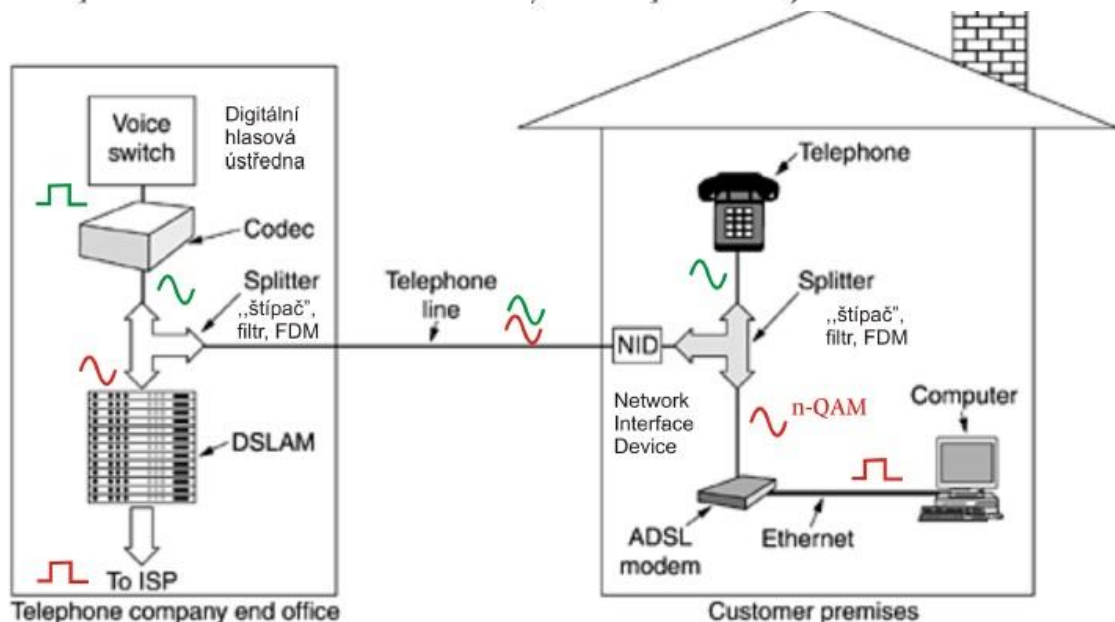 Voice
switch
Digitální
hlasová
ústředna
Codec
Splitter
,,štípač”,
filtr, FDM
DSLAM
To ISP
Telephone company end office
Telephone
line
NID
Network
Interface
Device
Telephone
Splitter
,,štípač”,
filtr, FDM
n-QAM
Computer
ADSL
modem
Ethernet
Customer premises